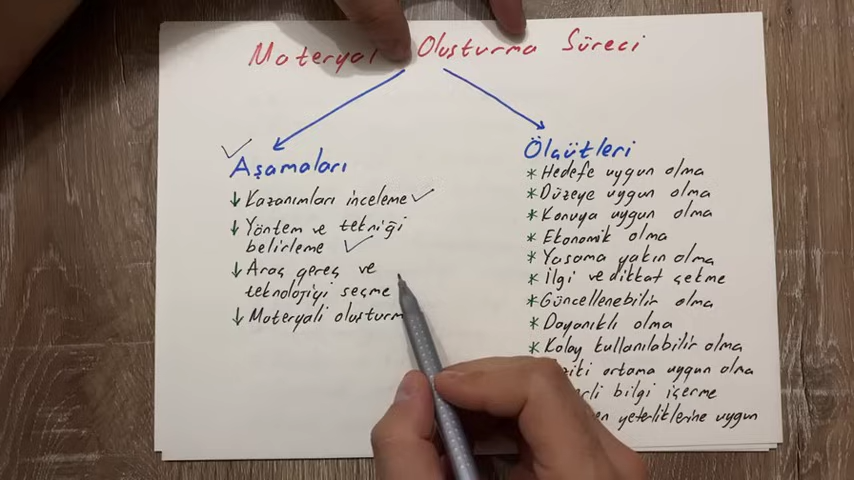 Materyal Oluşturma Süreci
Aşamaları
Kazanımları inceleme
Yöntem ve tekniği
belirleme
Araç gereç ve
teknolojiyi seçme
Materyali oluşturm
Ölçütleri
* Hedefe uygun olma
* Düzeye uygun olma
* Konuya uygun olma
* Ekonomik olma
* Yaşama yakın olma
* İlgi ve dikkat çekme
* Güncellenebilir olma
* Dayanıklı olma
* Kolay kullanılabilir olma
ortama uygun olma
bilgi içerme
yeterliklerine uygun